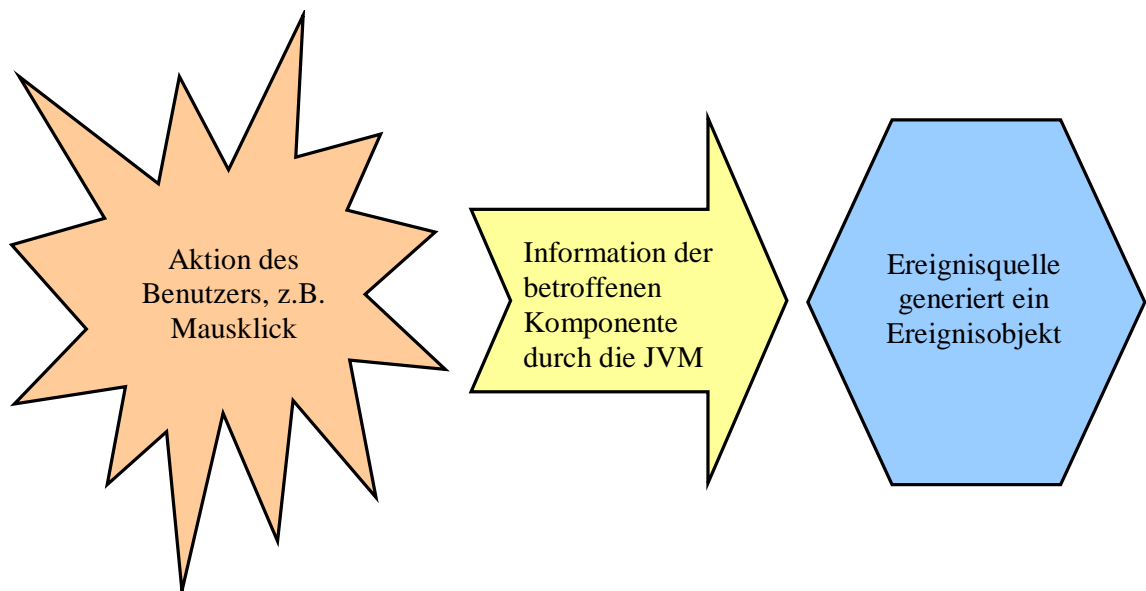 Aktion des
Benutzers, z.B.
Mausklick
Information der
betroffenen
Komponente
durch die JVM
Ereignisquelle
generiert ein
Ereignisobjekt